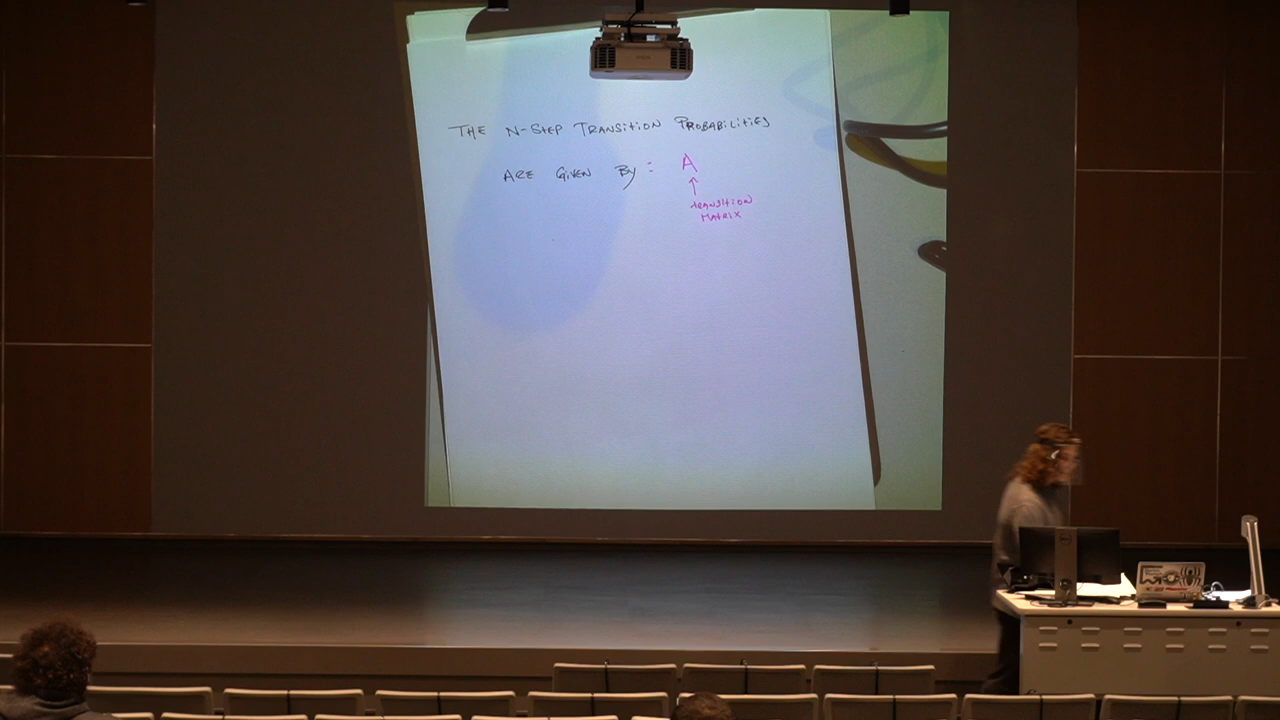 THE N-STEP TRANSITION PROBABILITIES
ARE GIVEN BY: A
↑
TRANSITION
MATRIX